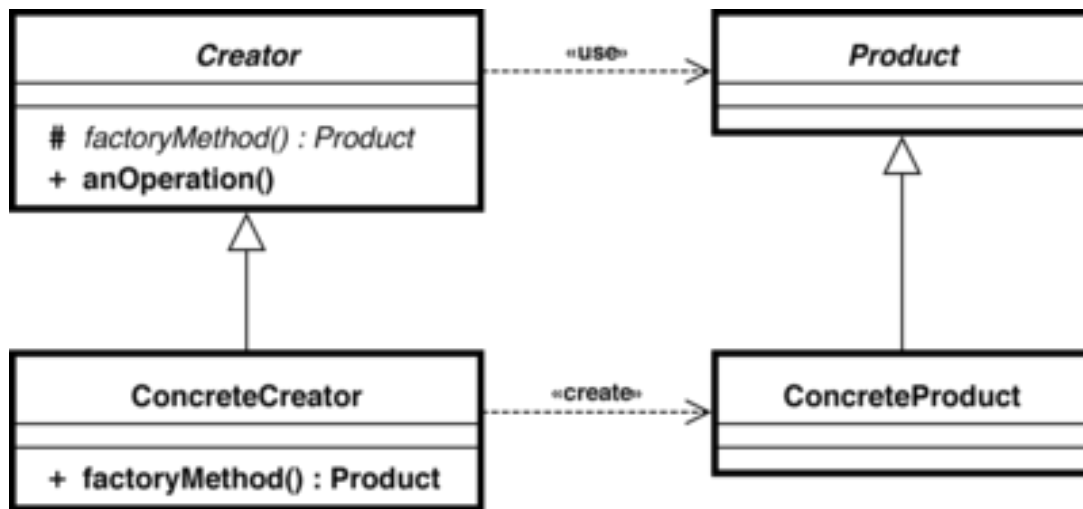 Creator
«use»
Product
# factoryMethod() : Product
+ anOperation()
ConcreteCreator
«create»
ConcreteProduct
+ factoryMethod() : Product